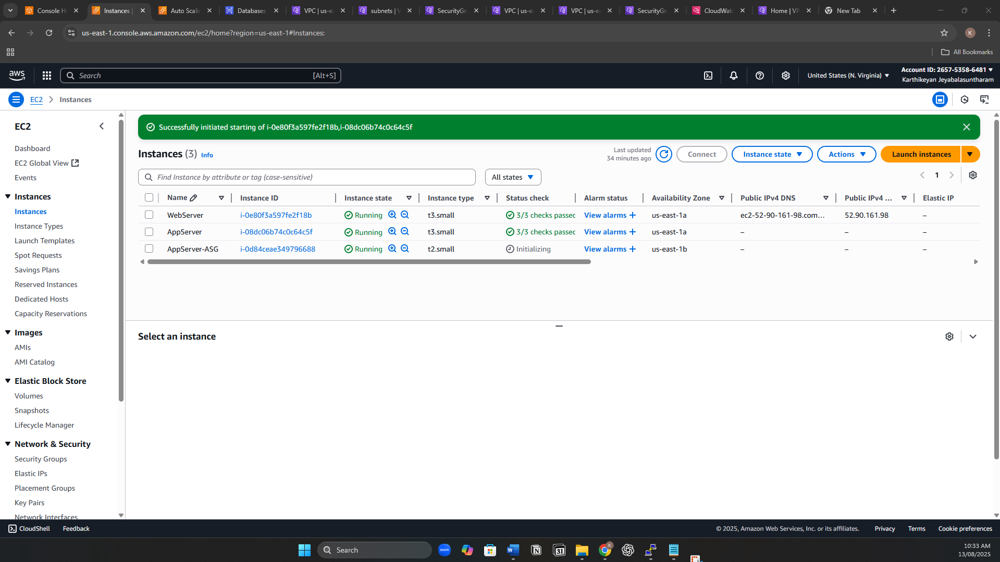 Console H
Instances |
Auto Scalin
Databases
VPC | us-ea
subnets | V
SecurityGr
VPC | us-ea
VPC | us-ea
SecurityGr
CloudWat
Home | VP
New Tab
us-east-1.console.aws.amazon.com/ec2/home?region=us-east-1#Instances:
K
All Bookmarks
aws
Search
[Alt+S]
United States (N. Virginia)
Account ID: 2657-5358-6481
Karthikeyan Jeyabalasuntharam
EC2
Instances
EC2
Dashboard
EC2 Global View
Events
Instances
Instances
Instance Types
Launch Templates
Spot Requests
Savings Plans
Reserved Instances
Dedicated Hosts
Capacity Reservations
Images
AMIs
AMI Catalog
Elastic Block Store
Volumes
Snapshots
Lifecycle Manager
Network & Security
Security Groups
Elastic IPs
Placement Groups
Key Pairs
Network Interfaces
Successfully initiated starting of i-0e80f3a597fe2f18b,i-08dc06b74c0c64c5f
Instances (3) Info
Last updated
34 minutes ago
Connect
Instance state
Actions
Launch instances
Find Instance by attribute or tag (case-sensitive)
All states
1
Name Instance ID Instance state Instance type Status check Alarm status Availability Zone Public IPv4 DNS Public IPv4 ... Elastic IP
WebServer i-0e80f3a597fe2f18b Running t3.small 3/3 checks passed View alarms + us-east-1a ec2-52-90-161-98.com... 52.90.161.98 –
AppServer i-08dc06b74c0c64c5f Running t3.small 3/3 checks passed View alarms + us-east-1a – – –
AppServer-ASG i-0d84ceae349796688 Running t2.small Initializing View alarms + us-east-1b – – –
Select an instance
CloudShell
Feedback
© 2025, Amazon Web Services, Inc. or its affiliates.
Privacy
Terms
Cookie preferences
Search
zoom
W
N
31
K
10:33 AM
13/08/2025